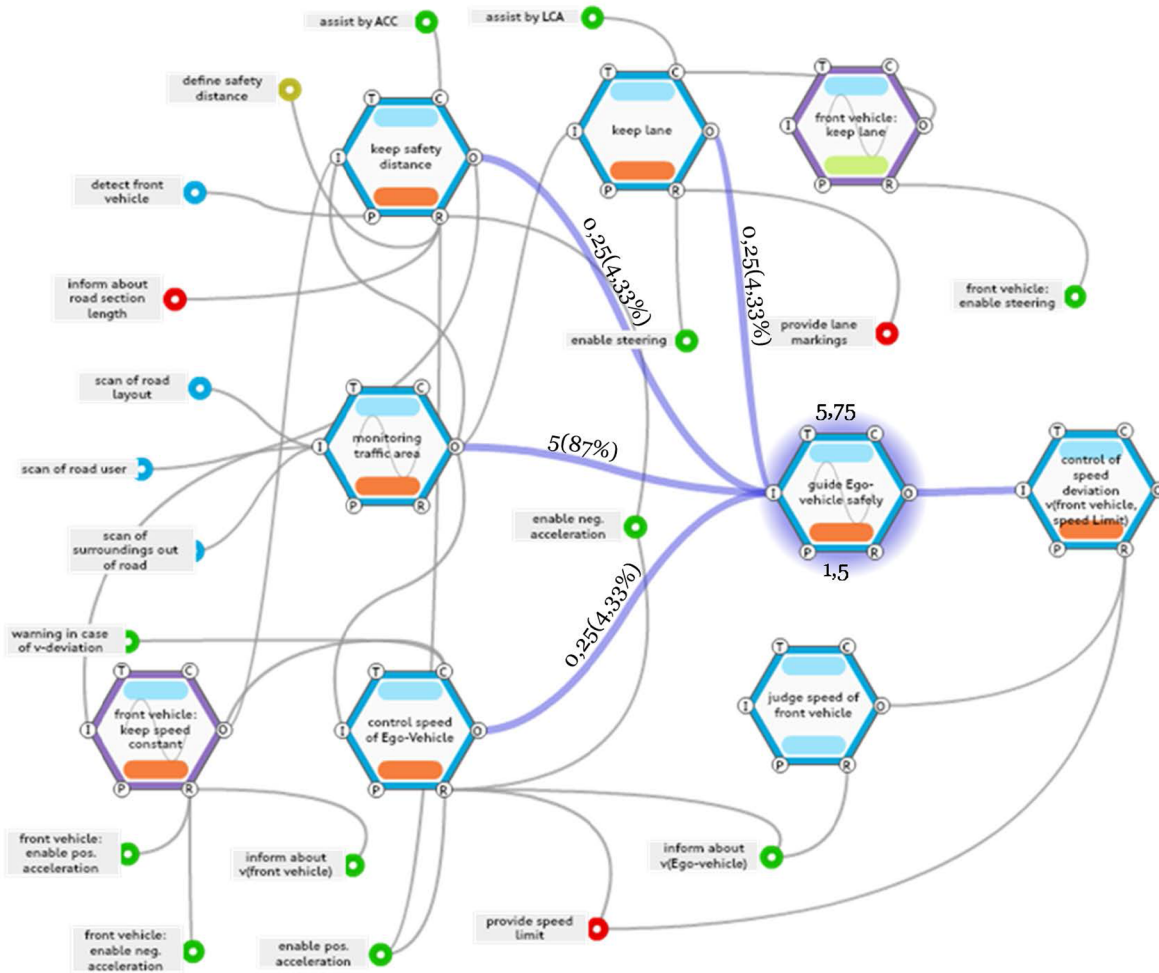 assist by ACC
assist by LCA
define safety
distance
T
C
I
O
P
R
keep safety
distance
T
C
I
O
P
R
keep lane
T
C
I
O
P
R
front vehicle:
keep lane
detect front
vehicle
inform about
road section
length
0,25(4,33%)
0,25(4,33%)
enable steering
provide lane
markings
front vehicle:
enable steering
scan of road
layout
scan of road user
scan of
surroundings out
of road
T
C
I
O
P
R
monitoring
traffic area
5(87%)
enable neg.
acceleration
5,75
T
C
I
O
P
R
guide Ego-
vehicle safely
1,5
T
C
I
O
P
R
control of
speed
deviation
v(front vehicle,
speed Limit)
0,25(4,33%)
warning in case
of v-deviation
T
C
I
O
P
R
front vehicle:
keep speed
constant
T
C
I
O
P
R
control speed
of Ego-Vehicle
T
C
I
O
P
R
judge speed of
front vehicle
front vehicle:
enable pos.
acceleration
inform about
v(front vehicle)
inform about
v(Ego-vehicle)
front vehicle:
enable neg.
acceleration
enable pos.
acceleration
provide speed
limit